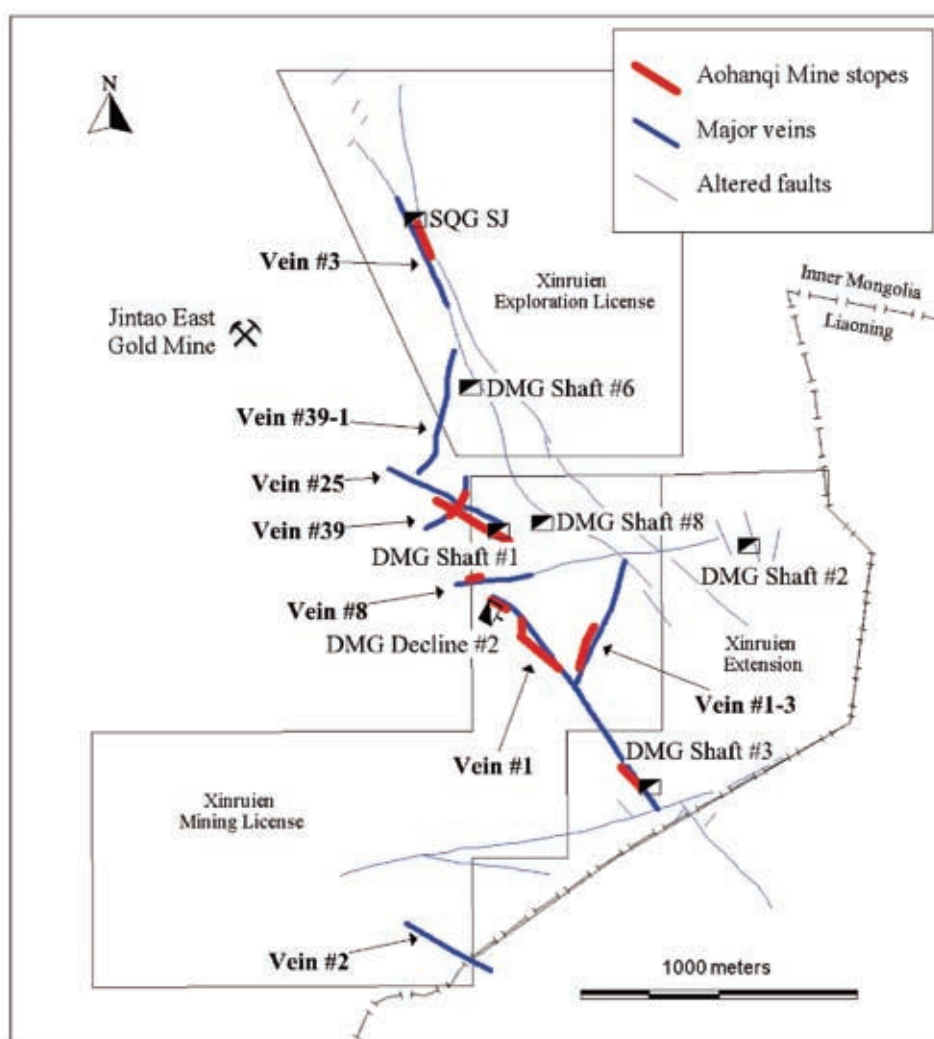 Aohanqi Mine stopes
Major veins
Altered faults
N
SQG SJ
Vein #3
Xinruien
Exploration License
Inner Mongolia
Liaoning
Jintao East
Gold Mine
DMG Shaft #6
Vein #39-1
Vein #25
Vein #39
DMG Shaft #8
DMG Shaft #1
DMG Shaft #2
Vein #8
DMG Decline #2
Xinruien
Extension
Vein #1-3
Vein #1
DMG Shaft #3
Xinruien
Mining License
Vein #2
1000 meters